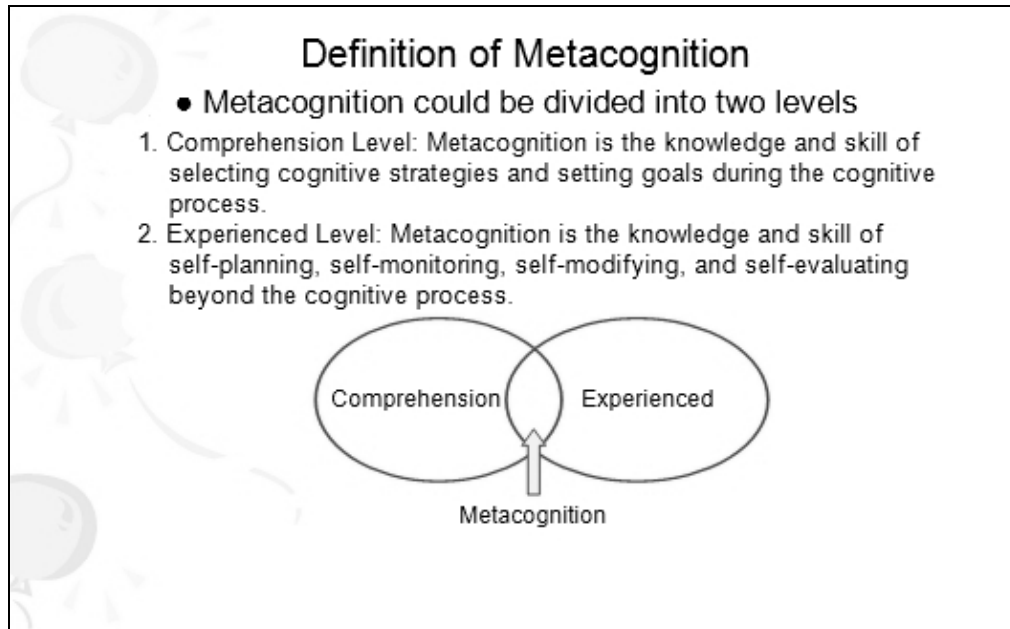 Definition of Metacognition
● Metacognition could be divided into two levels
1. Comprehension Level: Metacognition is the knowledge and skill of
selecting cognitive strategies and setting goals during the cognitive
process.
2. Experienced Level: Metacognition is the knowledge and skill of
self-planning, self-monitoring, self-modifying, and self-evaluating
beyond the cognitive process.
Comprehension
Experienced
Metacognition